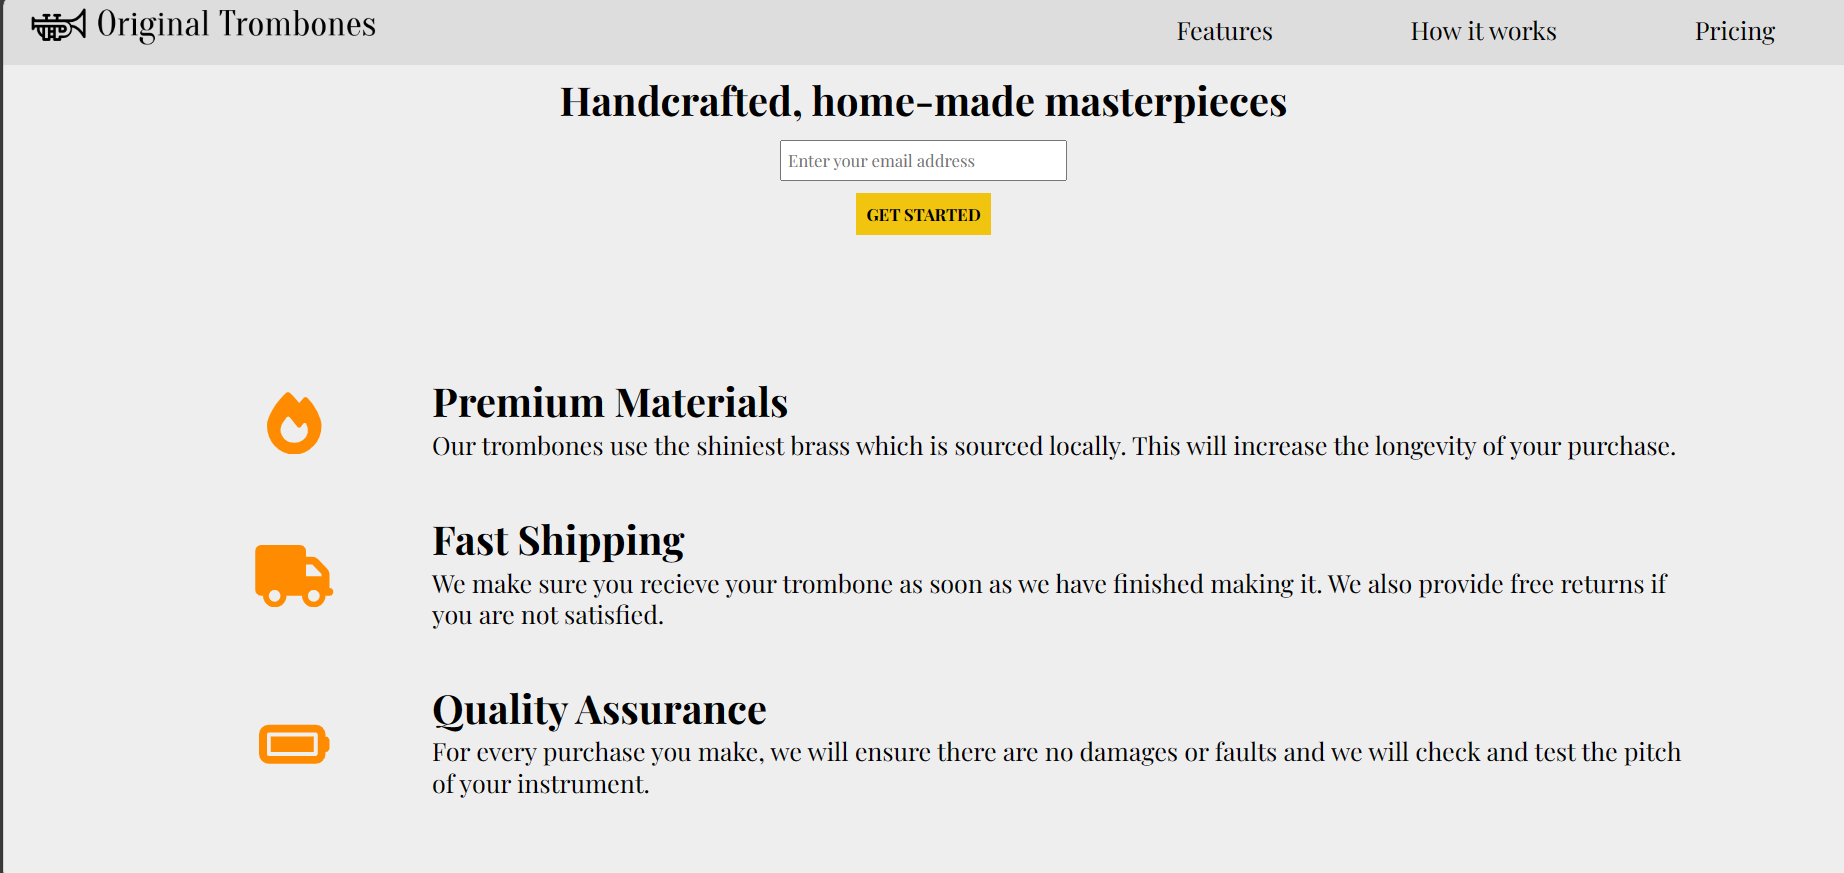 Original Trombones
Features
How it works
Pricing
Handcrafted, home-made masterpieces
Enter your email address
GET STARTED
Premium Materials
Our trombones use the shiniest brass which is sourced locally. This will increase the longevity of your purchase.
Fast Shipping
We make sure you recieve your trombone as soon as we have finished making it. We also provide free returns if
you are not satisfied.
Quality Assurance
For every purchase you make, we will ensure there are no damages or faults and we will check and test the pitch
of your instrument.